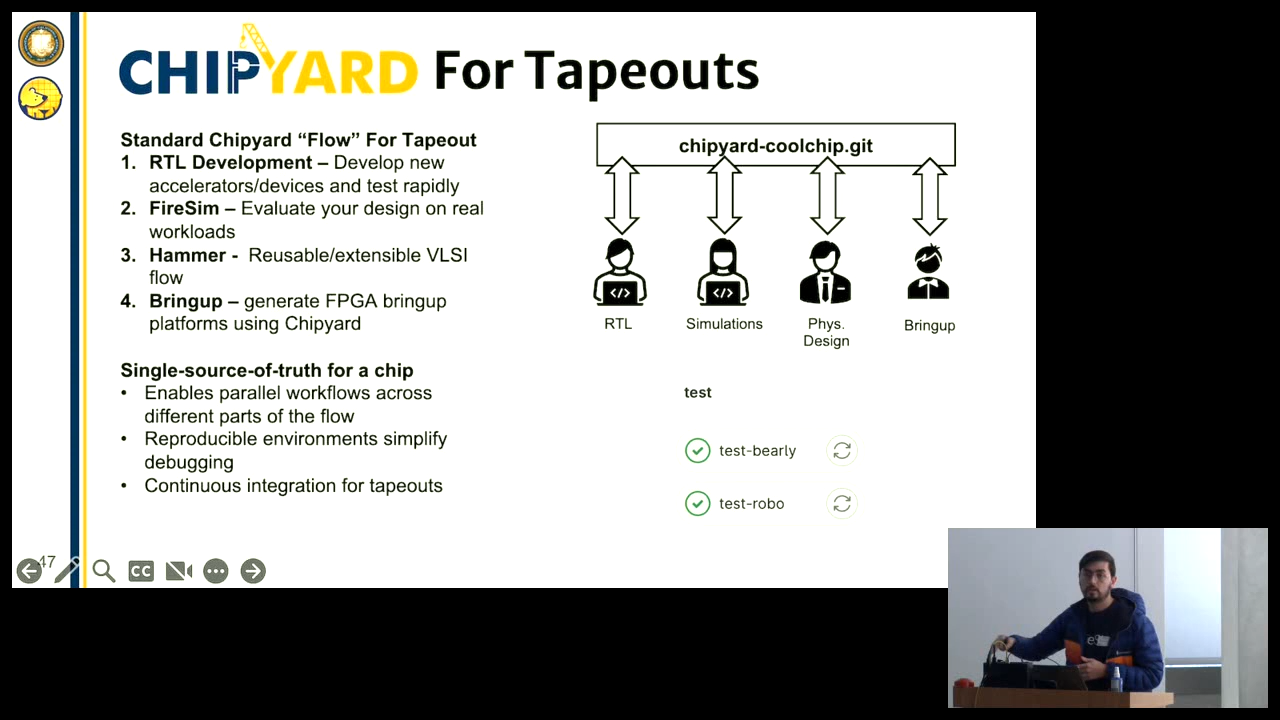 CHIPYARD For Tapeouts
Standard Chipyard “Flow” For Tapeout
1. RTL Development – Develop new
accelerators/devices and test rapidly
2. FireSim – Evaluate your design on real
workloads
3. Hammer - Reusable/extensible VLSI
flow
4. Bringup – generate FPGA bringup
platforms using Chipyard
Single-source-of-truth for a chip
• Enables parallel workflows across
different parts of the flow
• Reproducible environments simplify
debugging
• Continuous integration for tapeouts
47
CC
chipyard-coolchip.git
RTL
Simulations
Phys.
Design
Bringup
test
test-bearly
test-robo